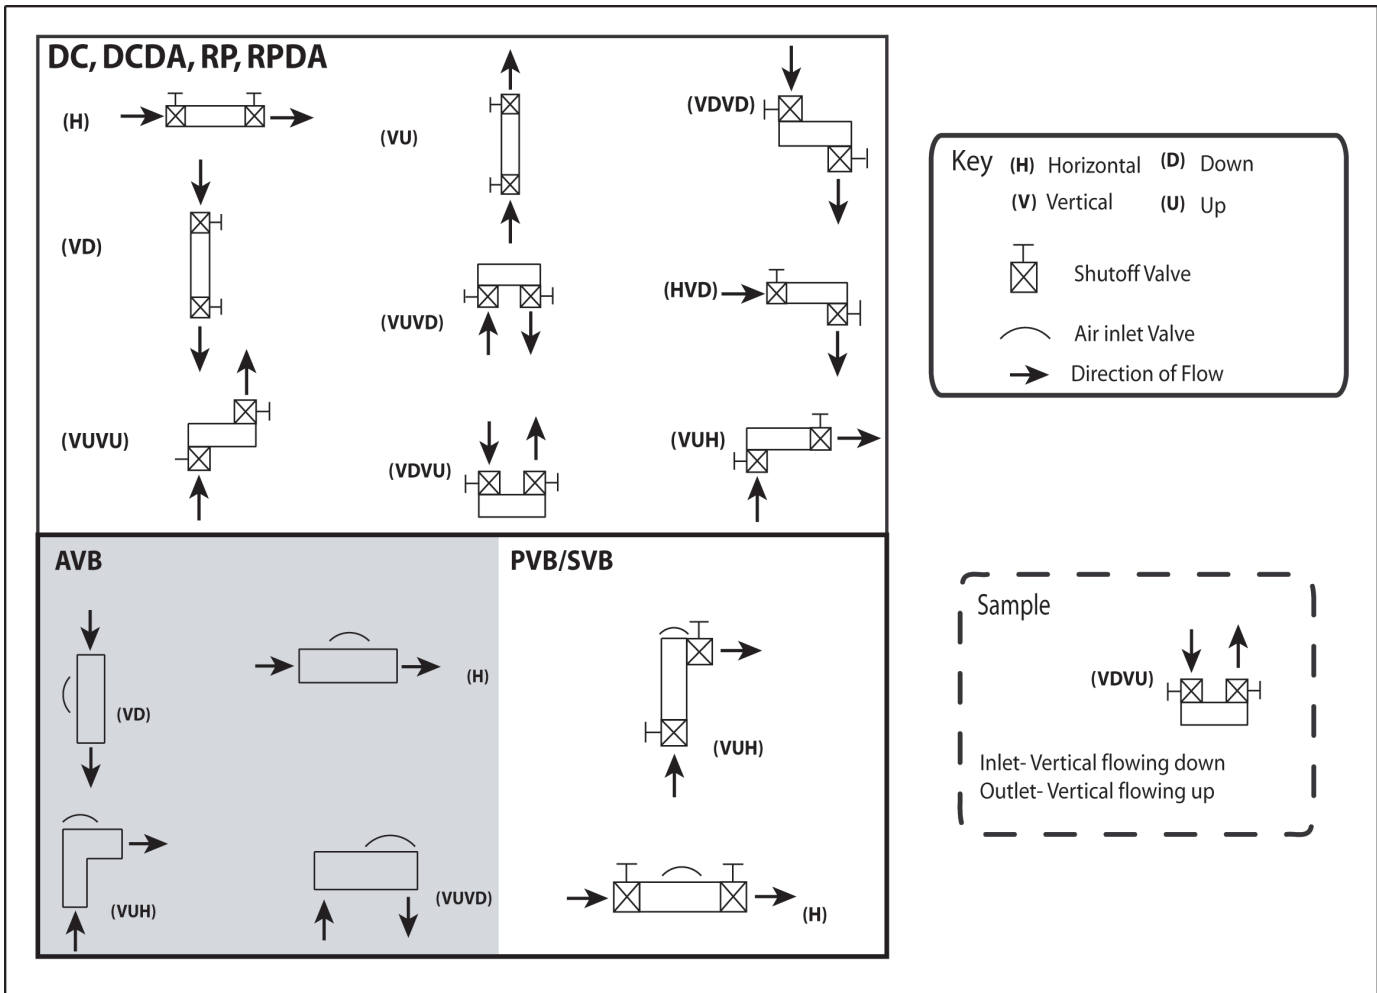 DC, DCDA, RP, RPDA
(H)
(VU)
(VDVD)
(VD)
(VUVD)
(HVD)
(VUVU)
(VDVU)
(VUH)
Key (H) Horizontal (D) Down
(V) Vertical (U) Up
Shutoff Valve
Air inlet Valve
Direction of Flow
AVB
(VD)
(H)
(VUH)
(VUVD)
PVB/SVB
(VUH)
(H)
Sample
(VDVU)
Inlet- Vertical flowing down
Outlet- Vertical flowing up